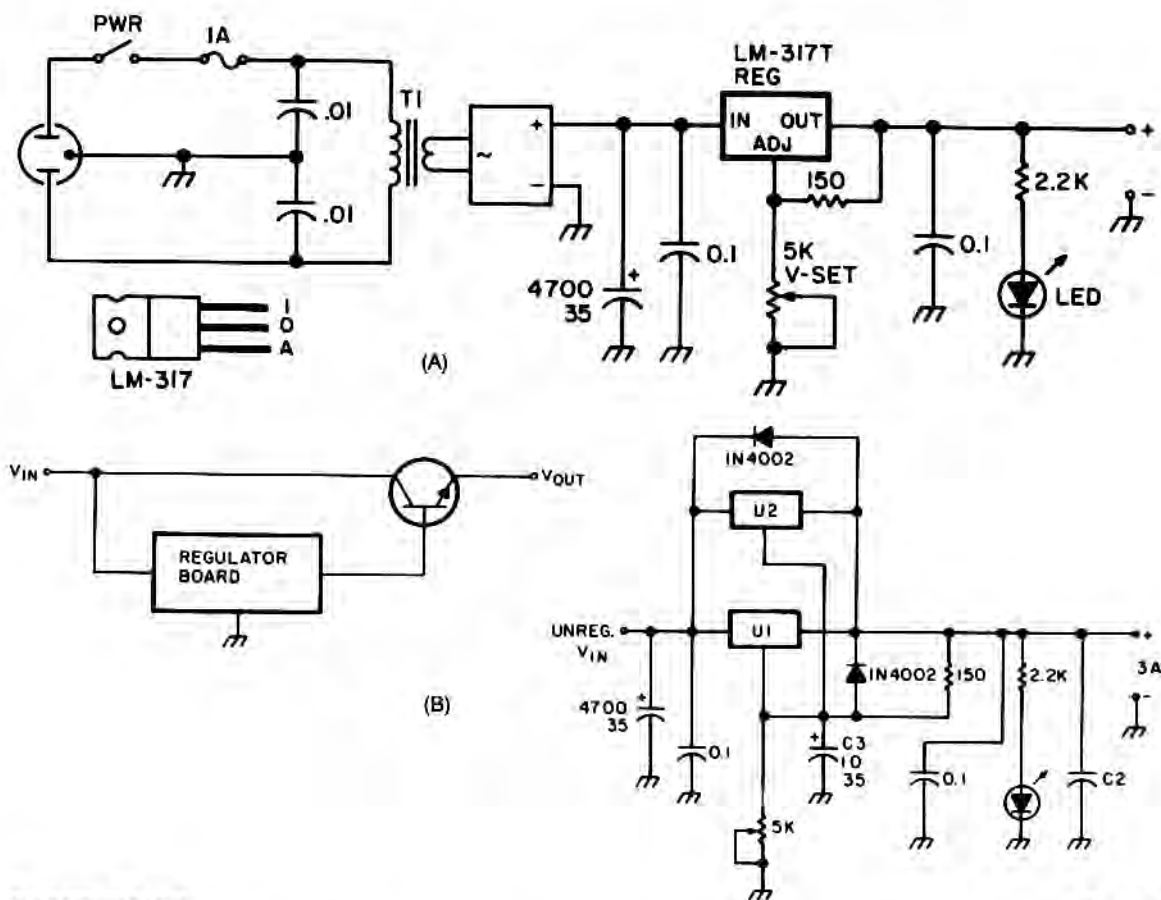 PWR
1A
.01
.01
T1
~
+
−
LM-317T
REG
IN OUT
ADJ
150
4700
35
+
0.1
5K
V-SET
0.1
2.2K
LED
+
-
I
O
A
LM-317
(A)
VIN
VOUT
REGULATOR
BOARD
(B)
IN4002
U2
UNREG.
VIN
U1
IN4002
150
2.2K
+
3A
-
4700
35
+
0.1
+
C3
10
35
0.1
C2
5K